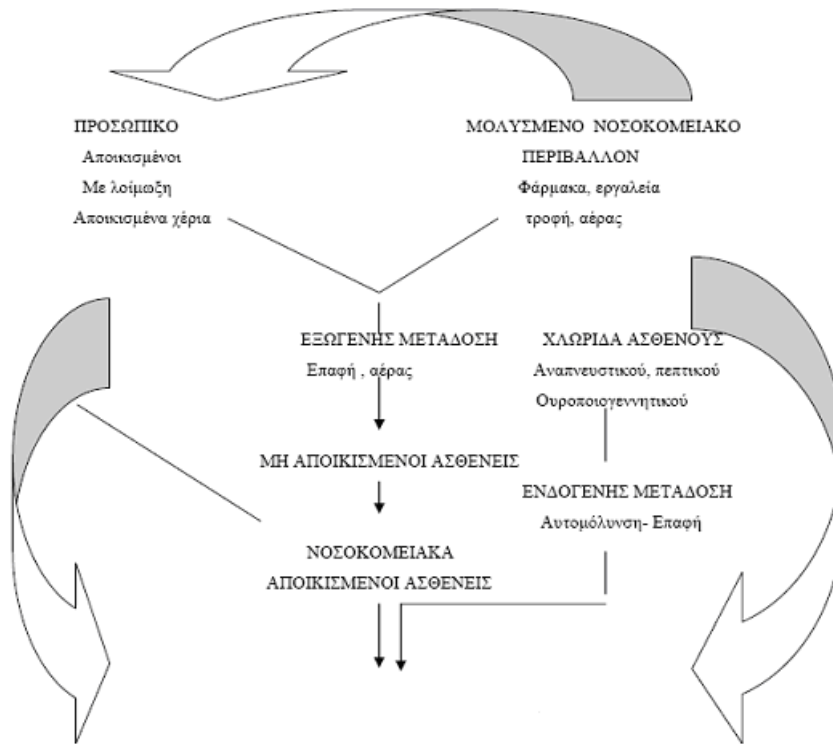 ΠΡΟΣΩΠΙΚΟ
Αποικισμένοι
Με λοίμωξη
Αποικισμένα χέρια
ΜΟΛΥΣΜΕΝΟ ΝΟΣΟΚΟΜΕΙΑΚΟ
ΠΕΡΙΒΑΛΛΟΝ
Φάρμακα, εργαλεία
τροφή, αέρας
ΕΞΩΓΕΝΗΣ ΜΕΤΑΔΟΣΗ
Επαφή , αέρας
ΧΛΩΡΙΔΑ ΑΣΘΕΝΟΥΣ
Αναπνευστικού, πεπτικού
Ουροποιογεννητικού
ΜΗ ΑΠΟΙΚΙΣΜΕΝΟΙ ΑΣΘΕΝΕΙΣ
ΕΝΔΟΓΕΝΗΣ ΜΕΤΑΔΟΣΗ
Αυτομόλυνση- Επαφή
ΝΟΣΟΚΟΜΕΙΑΚΑ
ΑΠΟΙΚΙΣΜΕΝΟΙ ΑΣΘΕΝΕΙΣ